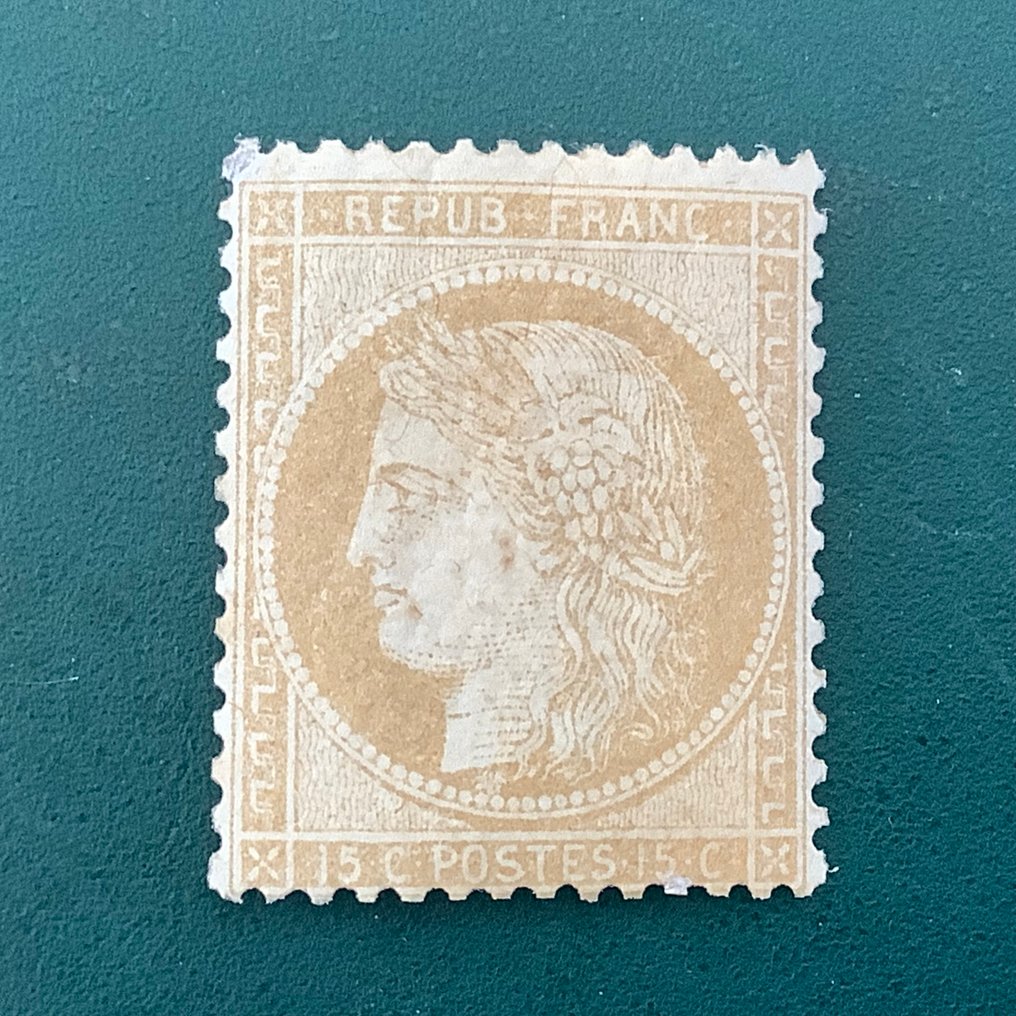 · REPUB · FRANC ·
15 · C · POSTES · 15 · C